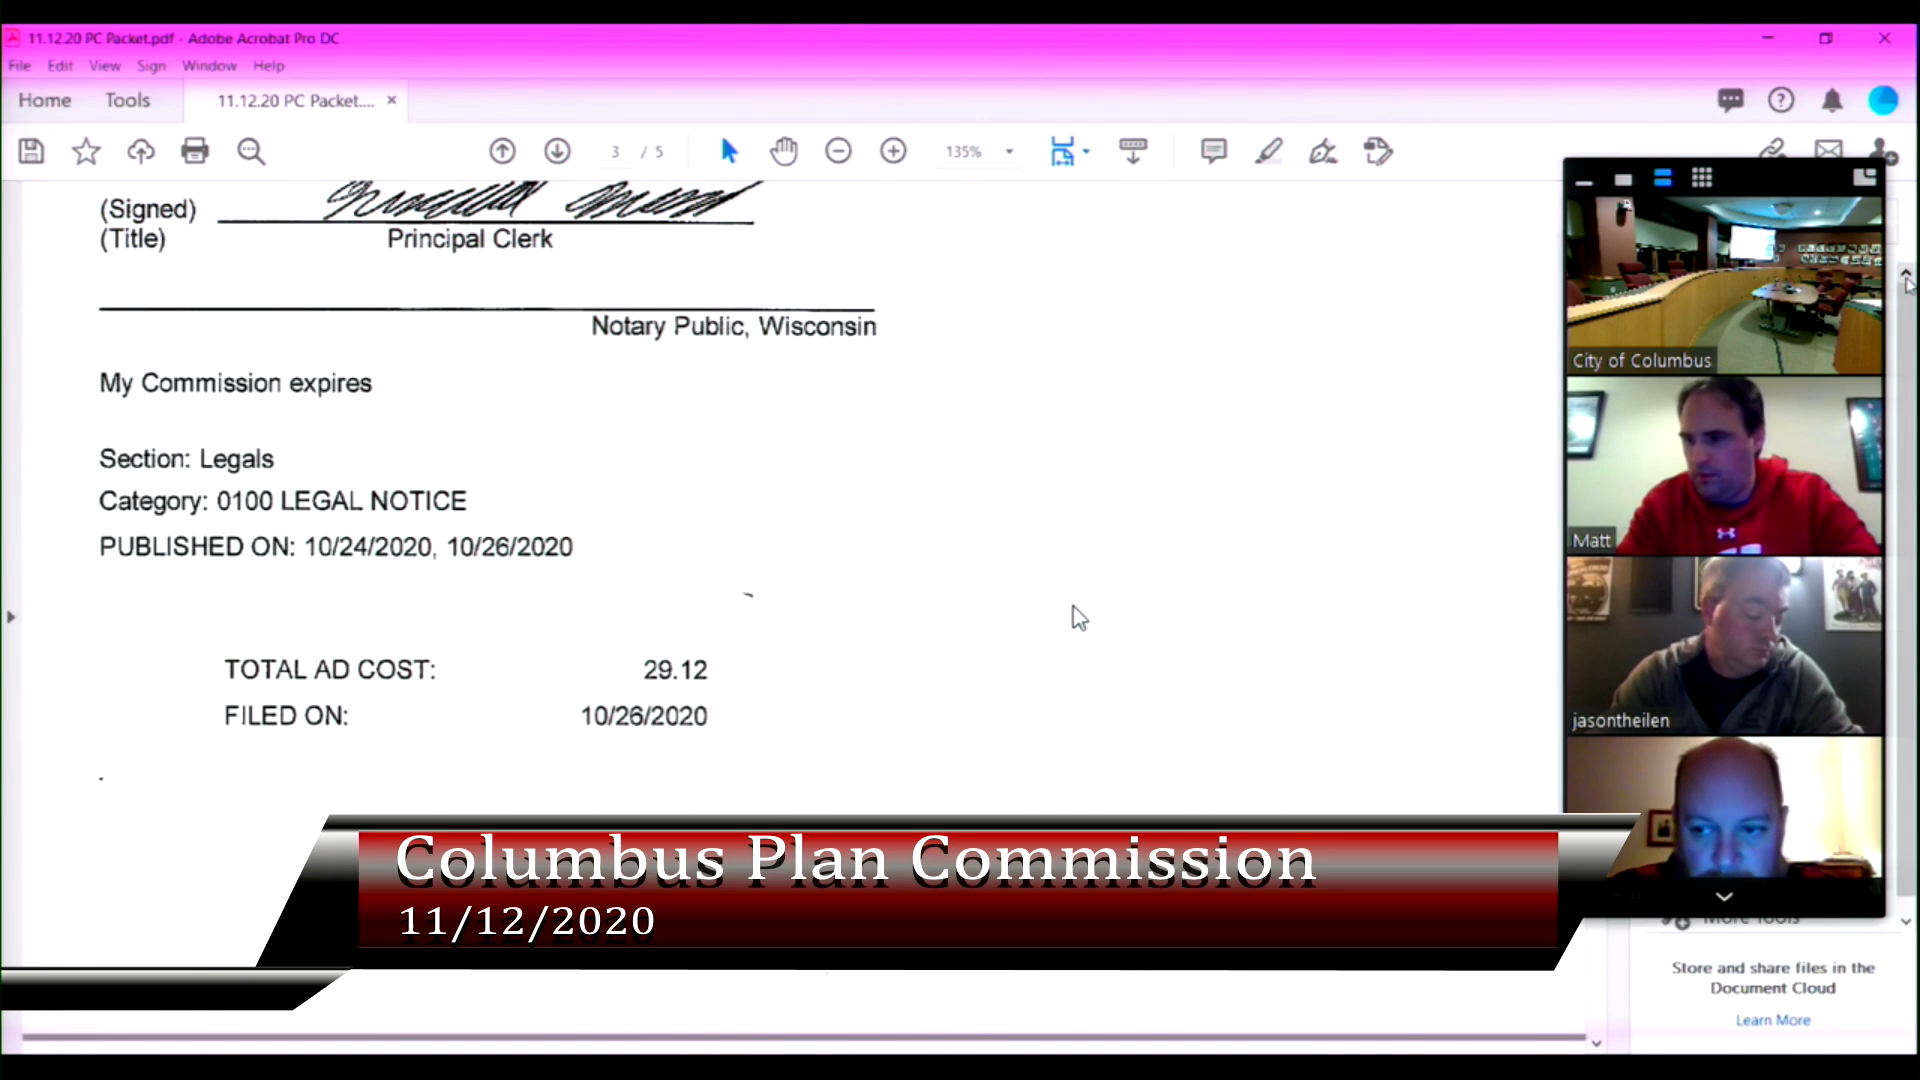 11.12.20 PC Packet.pdf - Adobe Acrobat Pro DC
File Edit View Sign Window Help
Home Tools 11.12.20 PC Packet.... ×
3 / 5 135%
(Signed)
(Title) Principal Clerk
Notary Public, Wisconsin
My Commission expires
Section: Legals
Category: 0100 LEGAL NOTICE
PUBLISHED ON: 10/24/2020, 10/26/2020
TOTAL AD COST: 29.12
FILED ON: 10/26/2020
City of Columbus
Matt
jasontheilen
Columbus Plan Commission
11/12/2020
More Tools
Store and share files in the
Document Cloud
Learn More